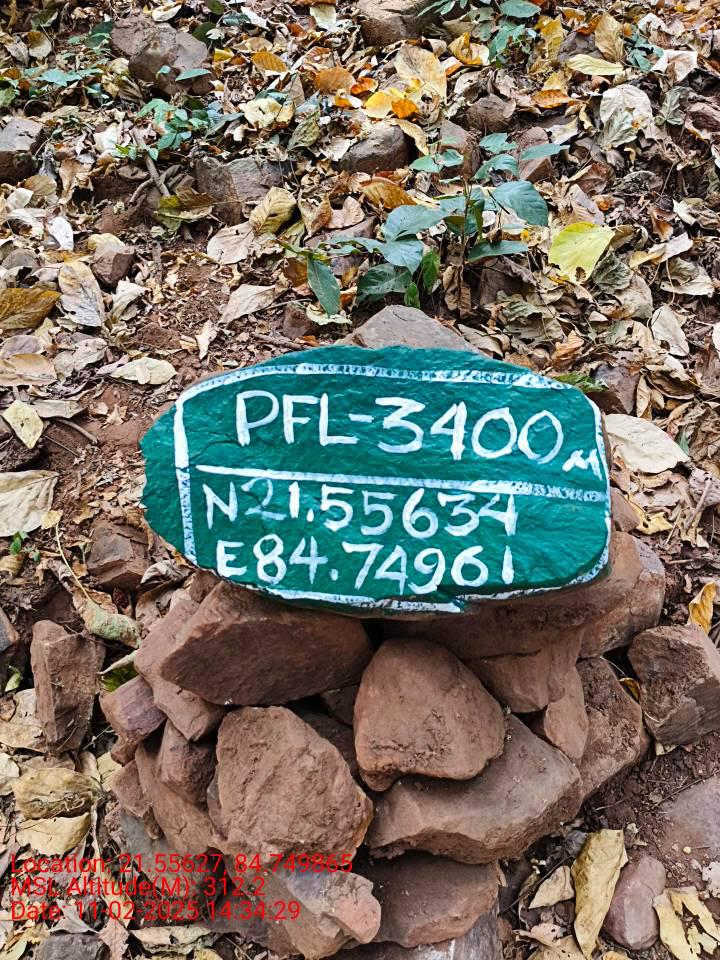 PFL-3400M
N21.55634
E84.74961
Location: 21.55627, 84.749865
MSL Altitude(M): 312.2
Date: 11-02-2025 14:34:29